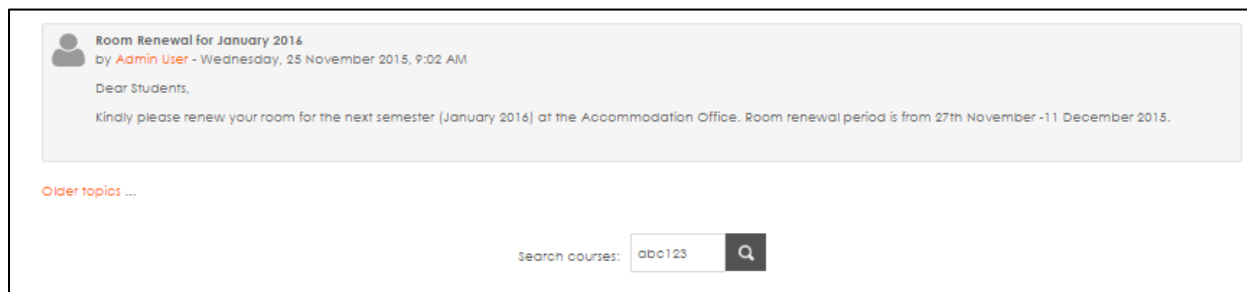 Room Renewal for January 2016
by Admin User - Wednesday, 25 November 2015, 9:02 AM
Dear Students,
Kindly please renew your room for the next semester (January 2016) at the Accommodation Office. Room renewal period is from 27th November -11 December 2015.
Older topics ...
Search courses: abc123